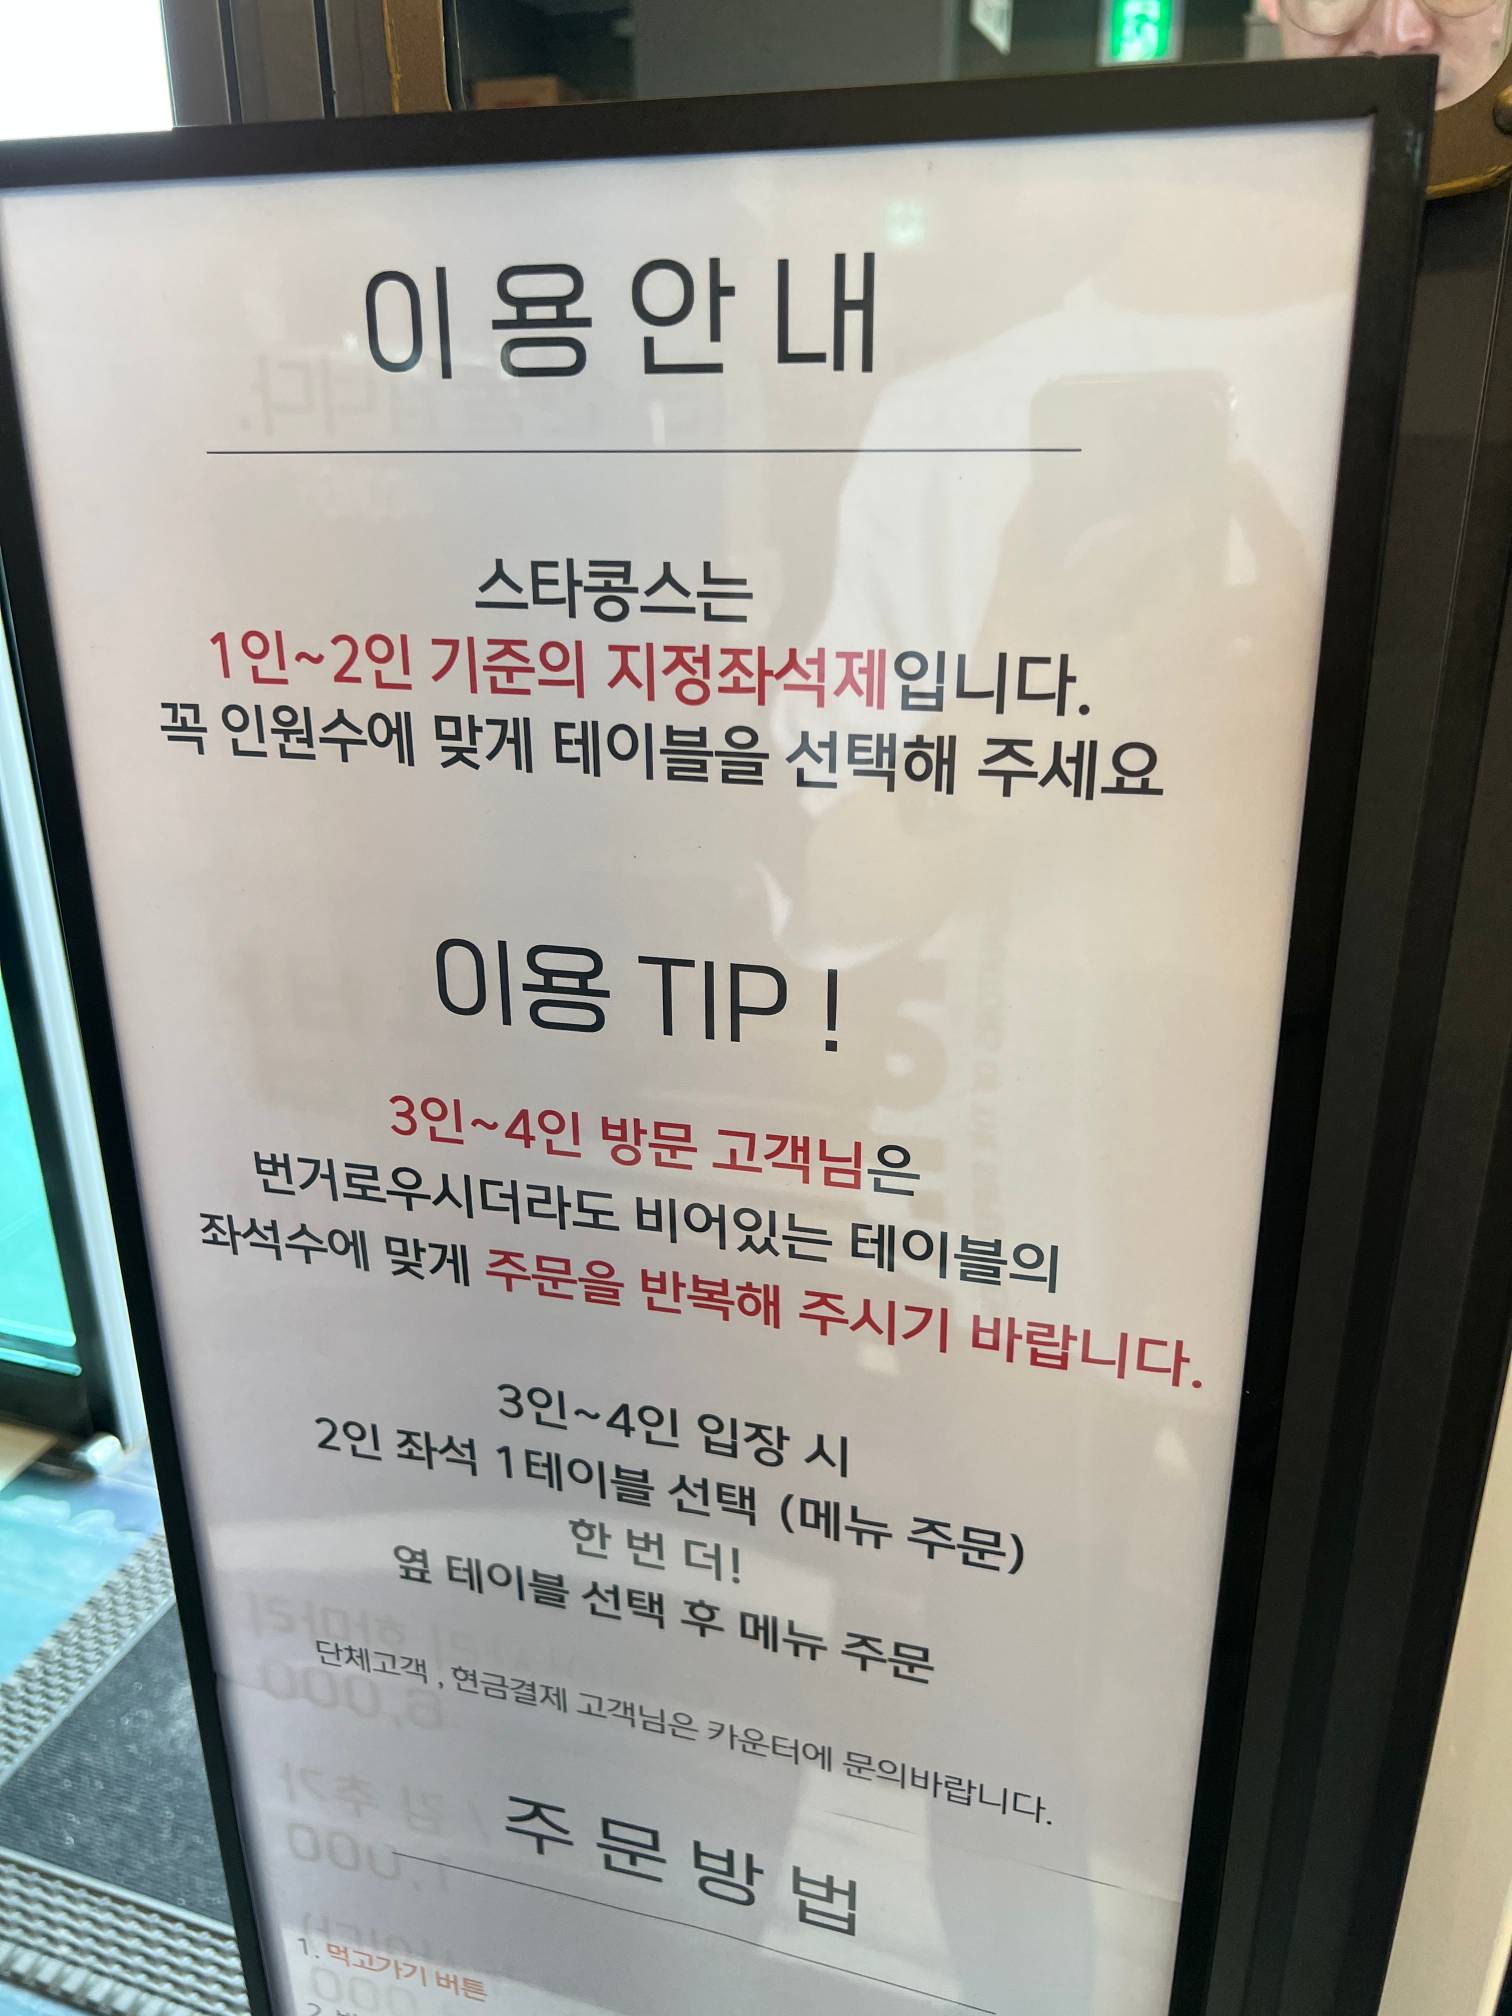 이용안내
스타콩스는
1인~2인 기준의 지정좌석제입니다.
꼭 인원수에 맞게 테이블을 선택해 주세요
이용 TIP !
3인~4인 방문 고객님은
번거로우시더라도 비어있는 테이블의
좌석수에 맞게 주문을 반복해 주시기 바랍니다.
3인~4인 입장 시
2인 좌석 1테이블 선택 (메뉴 주문)
한 번 더!
옆 테이블 선택 후 메뉴 주문
단체고객 , 현금결제 고객님은 카운터에 문의바랍니다.
주문방법
1. 먹고가기 버튼
2.